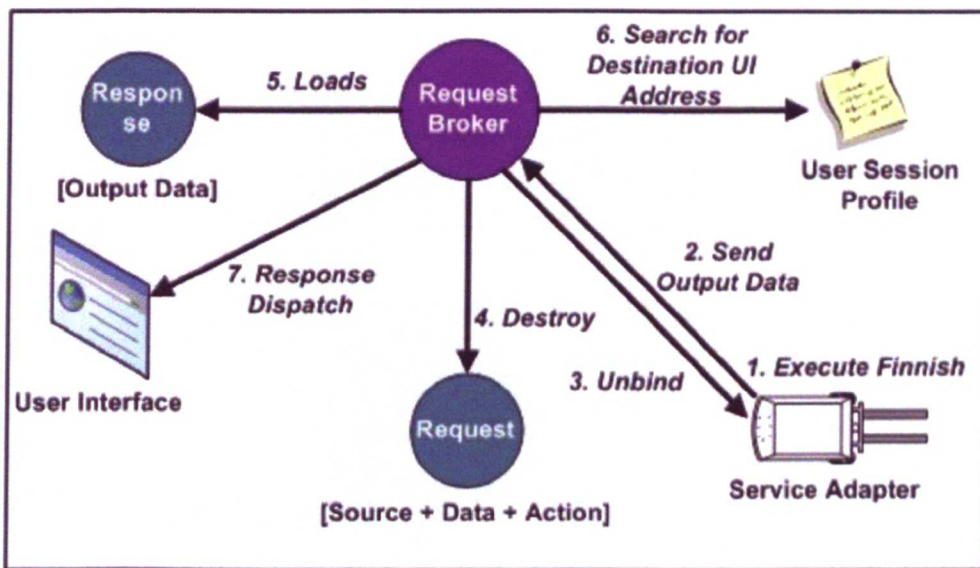 6. Search for
Destination UI
Address
5. Loads
Respon
se
Request
Broker
[Output Data]
User Session
Profile
2. Send
Output Data
7. Response
Dispatch
4. Destroy
3. Unbind
1. Execute Finnish
User Interface
Request
Service Adapter
[Source + Data + Action]